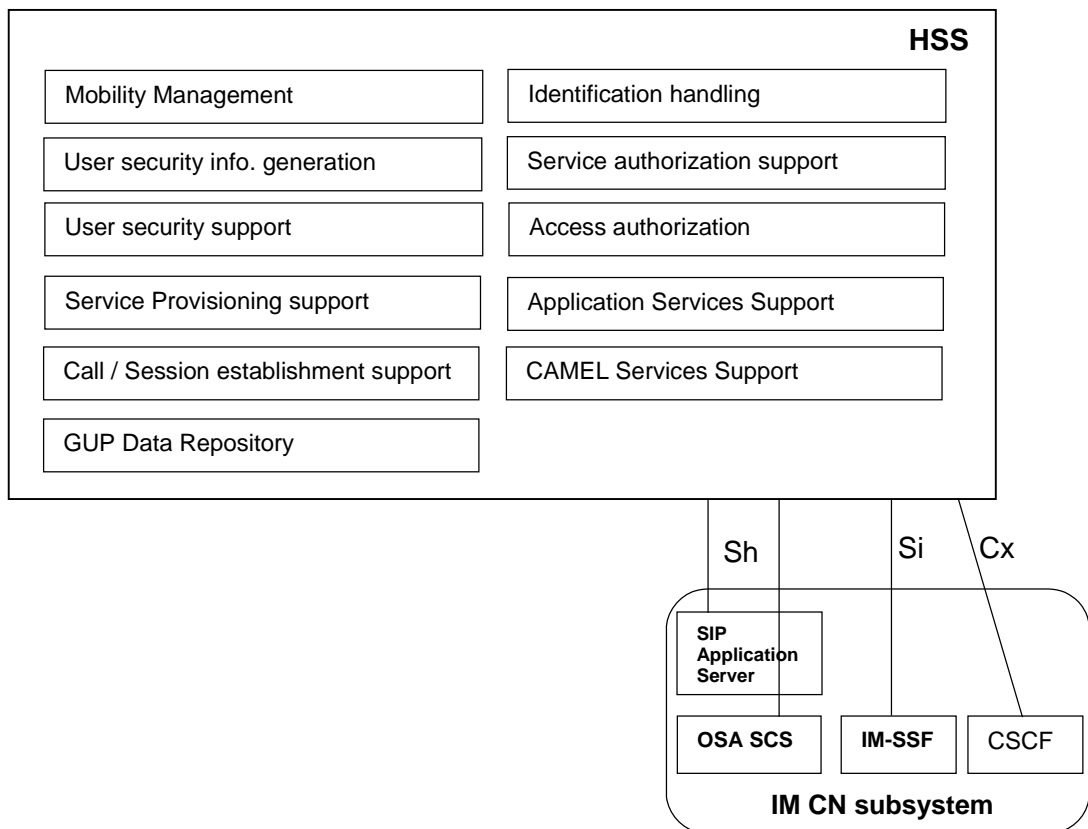 HSS
Mobility Management
Identification handling
User security info. generation
Service authorization support
User security support
Access authorization
Service Provisioning support
Application Services Support
Call / Session establishment support
CAMEL Services Support
GUP Data Repository
Sh
Si
Cx
SIP
Application
Server
OSA SCS
IM-SSF
CSCF
IM CN subsystem